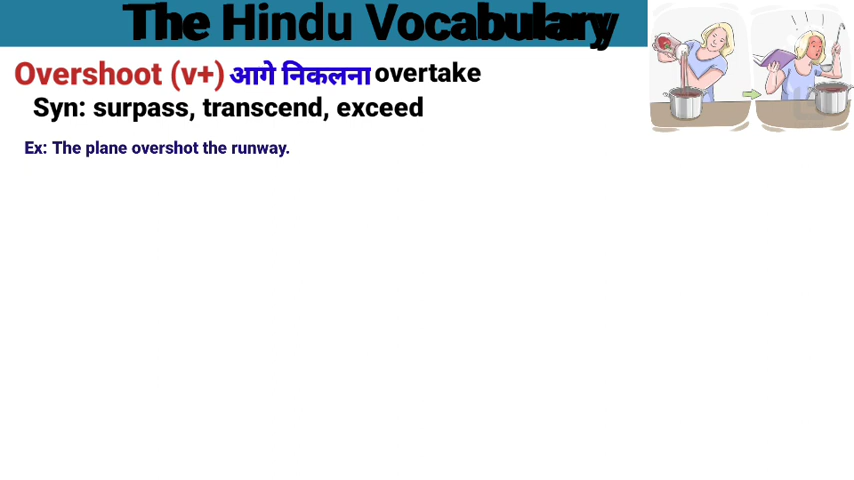 The Hindu Vocabulary
Overshoot (v+) आगे निकलना overtake
Syn: surpass, transcend, exceed
Ex: The plane overshot the runway.